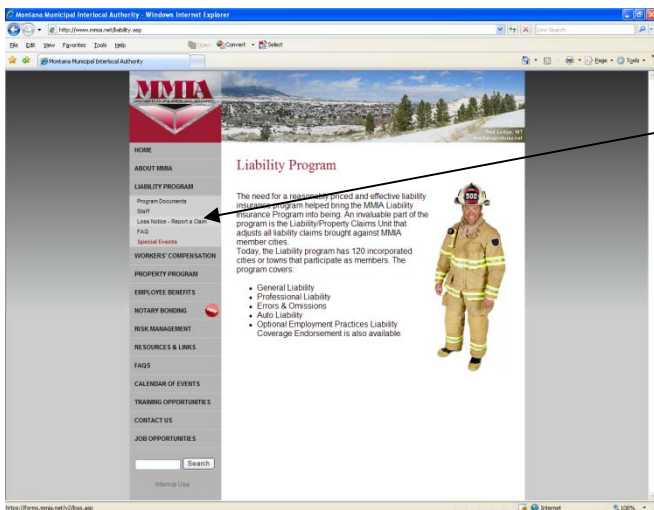 Montana Municipal Interlocal Authority - Windows Internet Explorer
http://www.mmia.net/liability.asp
Live Search
File Edit View Favorites Tools Help
Convert Select
Montana Municipal Interlocal Authority
Page Tools
MMIA
Red Lodge, MT
HOME
ABOUT MMIA
LIABILITY PROGRAM
Program Documents
Staff
Loss Notice - Report a Claim
FAQ
Special Events
WORKERS' COMPENSATION
PROPERTY PROGRAM
EMPLOYEE BENEFITS
NOTARY BONDING
RISK MANAGEMENT
RESOURCES & LINKS
FAQS
CALENDAR OF EVENTS
TRAINING OPPORTUNITIES
CONTACT US
JOB OPPORTUNITIES
Search
Internal Use
Liability Program
The need for a reasonably priced and effective liability
insurance program helped bring the MMIA Liability
Insurance Program into being. An invaluable part of the
program is the Liability/Property Claims Unit that
adjusts all liability claims brought against MMIA
member cities.
Today, the Liability program has 120 incorporated
cities or towns that participate as members. The
program covers:
• General Liability
• Professional Liability
• Errors & Omissions
• Auto Liability
• Optional Employment Practices Liability
Coverage Endorsement is also available.
500
https://forms.mmia.net/v2/loss.asp
Internet
100%